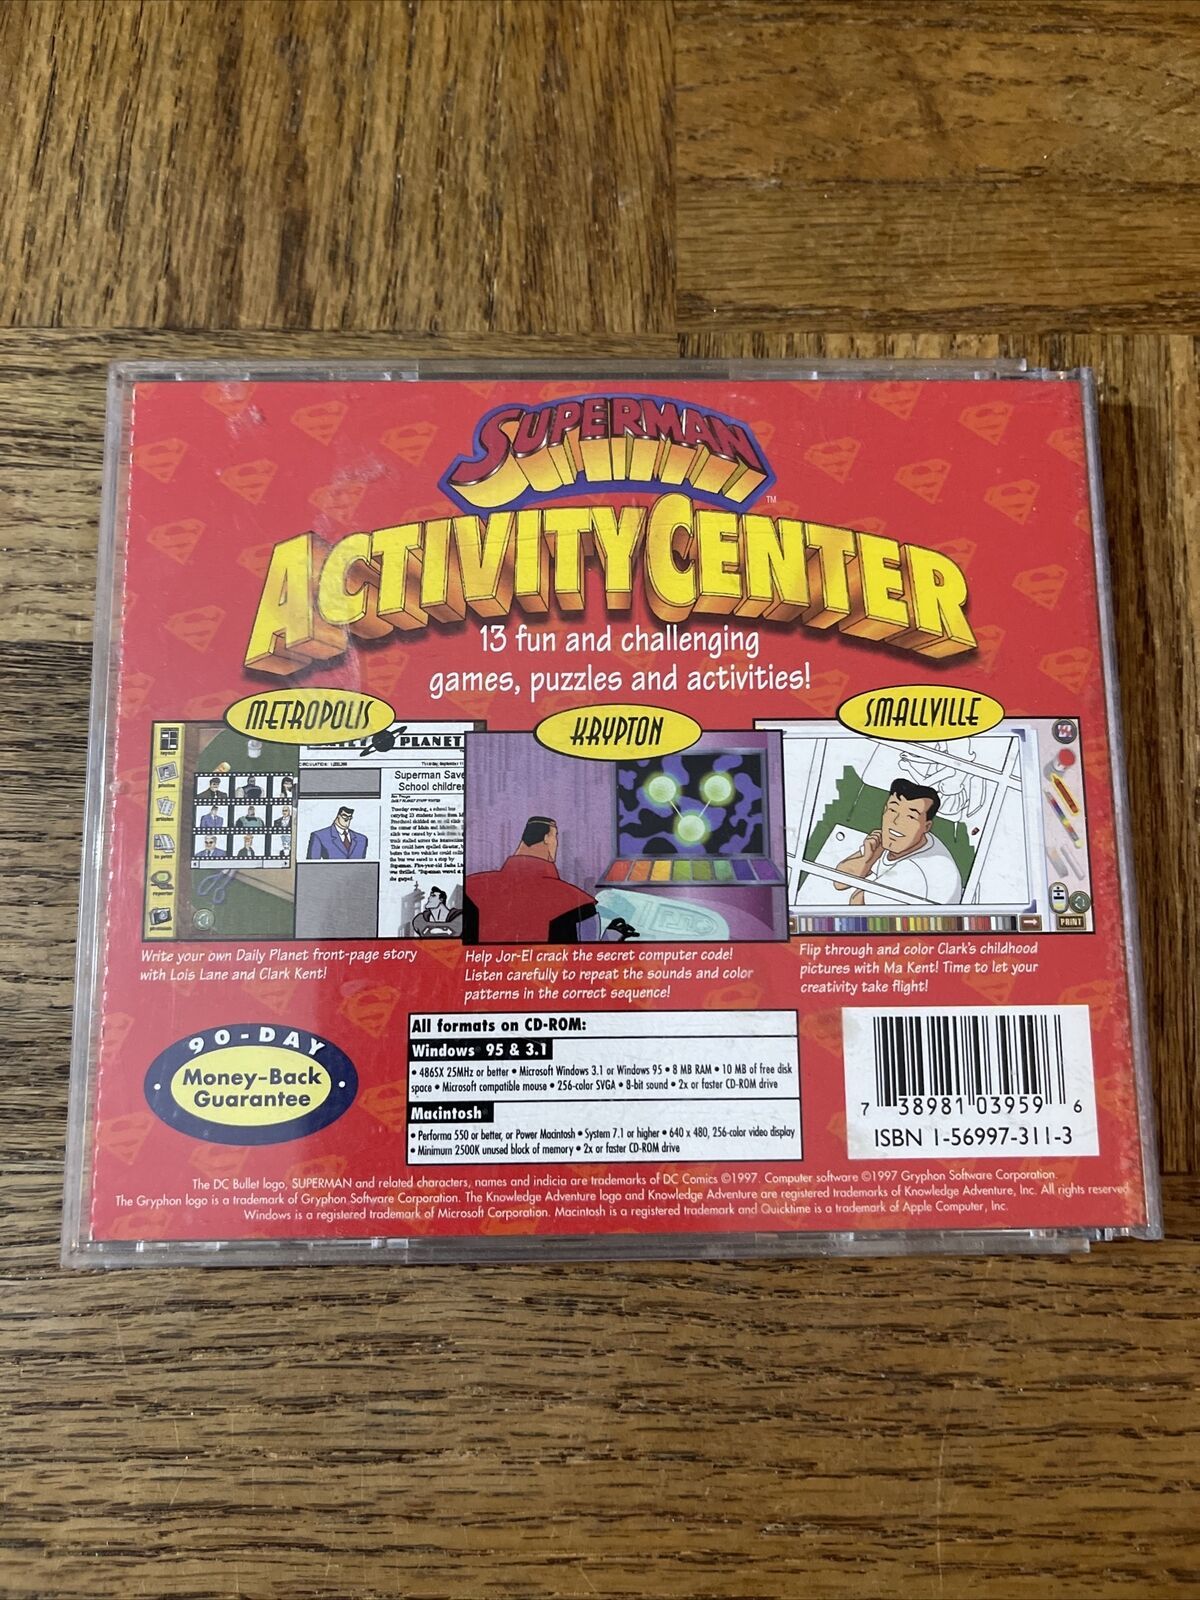 SUPERMAN
TM
ACTIVITY CENTER
13 fun and challenging
games, puzzles and activities!
METROPOLIS
KRYPTON
SMALLVILLE
PLANET
Superman Save
School childre
PRINT
Write your own Daily Planet front-page story
with Lois Lane and Clark Kent!
Help Jor-El crack the secret computer code!
Listen carefully to repeat the sounds and color
patterns in the correct sequence!
Flip through and color Clark's childhood
pictures with Ma Kent! Time to let your
creativity take flight!
90-DAY
Money-Back
Guarantee
All formats on CD-ROM:
Windows 95 & 3.1
• 486SX 25MHz or better • Microsoft Windows 3.1 or Windows 95 • 8 MB RAM • 10 MB of free disk
space • Microsoft compatible mouse • 256-color SVGA • 8-bit sound • 2x or faster CD-ROM drive
Macintosh
• Performa 550 or better, or Power Macintosh • System 7.1 or higher • 640 x 480, 256-color video display
• Minimum 2500K unused block of memory • 2x or faster CD-ROM drive
7 38981 03959 6
ISBN 1-56997-311-3
The DC Bullet logo, SUPERMAN and related characters, names and indicia are trademarks of DC Comics ©1997. Computer software ©1997 Gryphon Software Corporation.
The Gryphon logo is a trademark of Gryphon Software Corporation. The Knowledge Adventure logo and Knowledge Adventure are registered trademarks of Knowledge Adventure, Inc. All rights reserved
Windows is a registered trademark of Microsoft Corporation. Macintosh is a registered trademark and Quicktime is a trademark of Apple Computer, Inc.